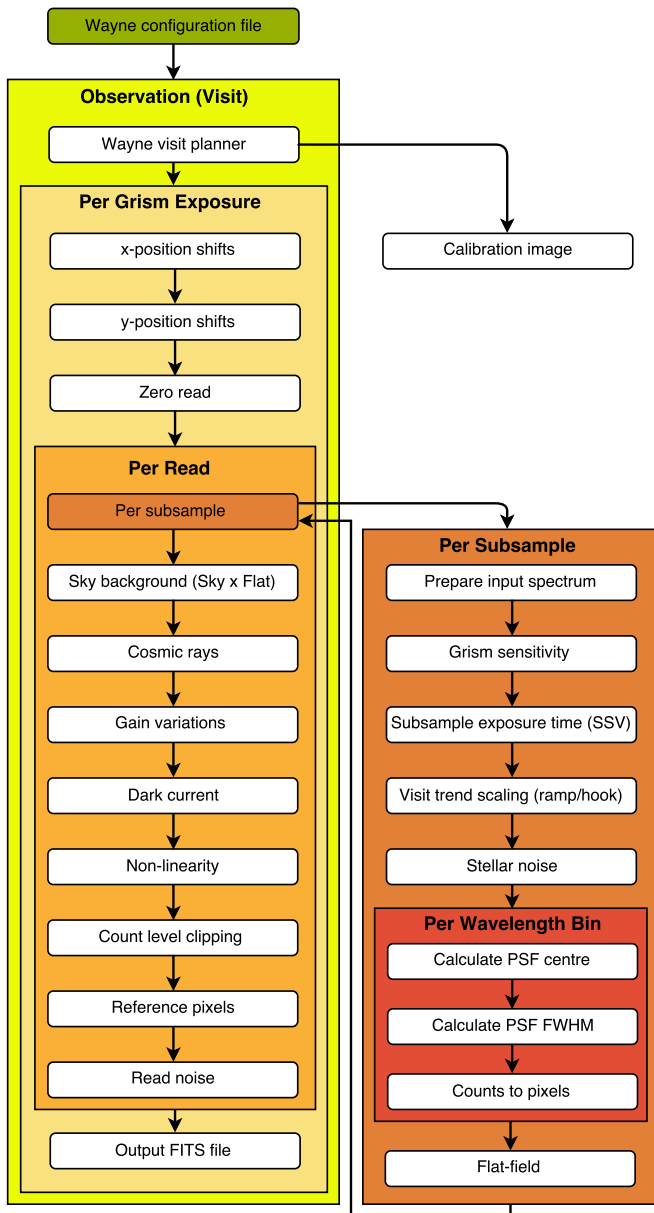 Wayne configuration file
Observation (Visit)
Wayne visit planner
Per Grism Exposure
x-position shifts
Calibration image
y-position shifts
Zero read
Per Read
Per subsample
Sky background (Sky x Flat)
Cosmic rays
Gain variations
Dark current
Non-linearity
Count level clipping
Reference pixels
Read noise
Output FITS file
Per Subsample
Prepare input spectrum
Grism sensitivity
Subsample exposure time (SSV)
Visit trend scaling (ramp/hook)
Stellar noise
Per Wavelength Bin
Calculate PSF centre
Calculate PSF FWHM
Counts to pixels
Flat-field